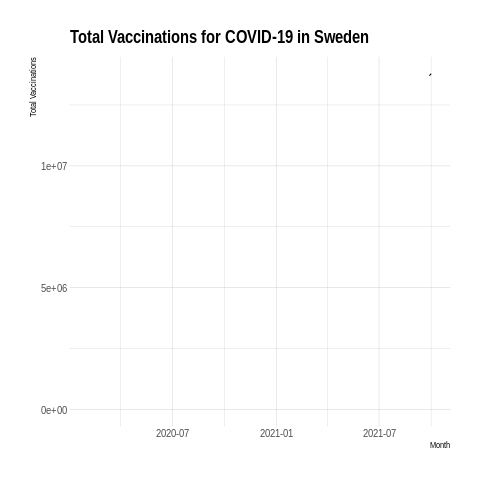 Total Vaccinations for COVID-19 in Sweden
Total Vaccinations
1e+07
5e+06
0e+00
2020-07 2021-01 2021-07
Month